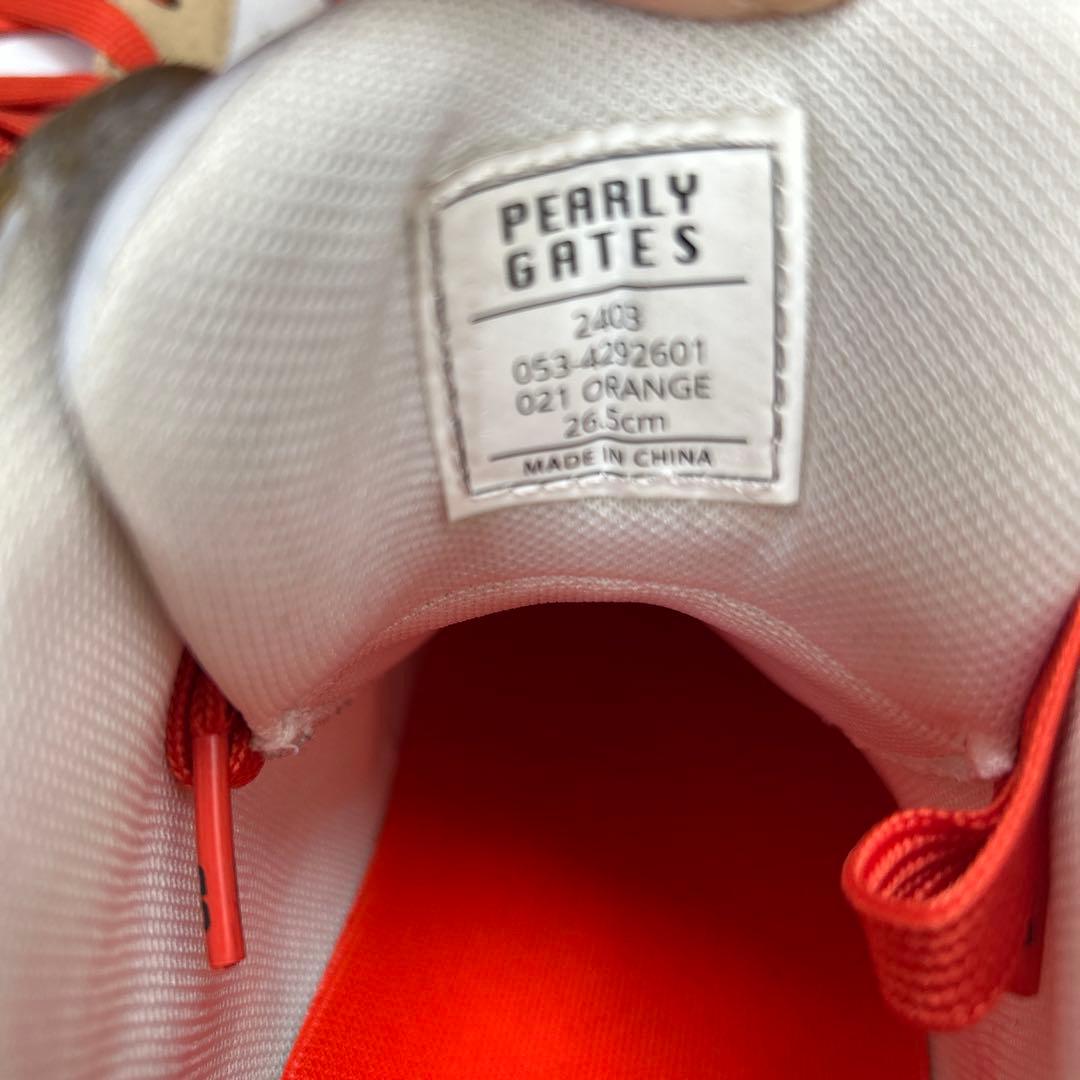 PEARLY
GATES
2403
053-4292601
021 ORANGE
26.5cm
MADE IN CHINA